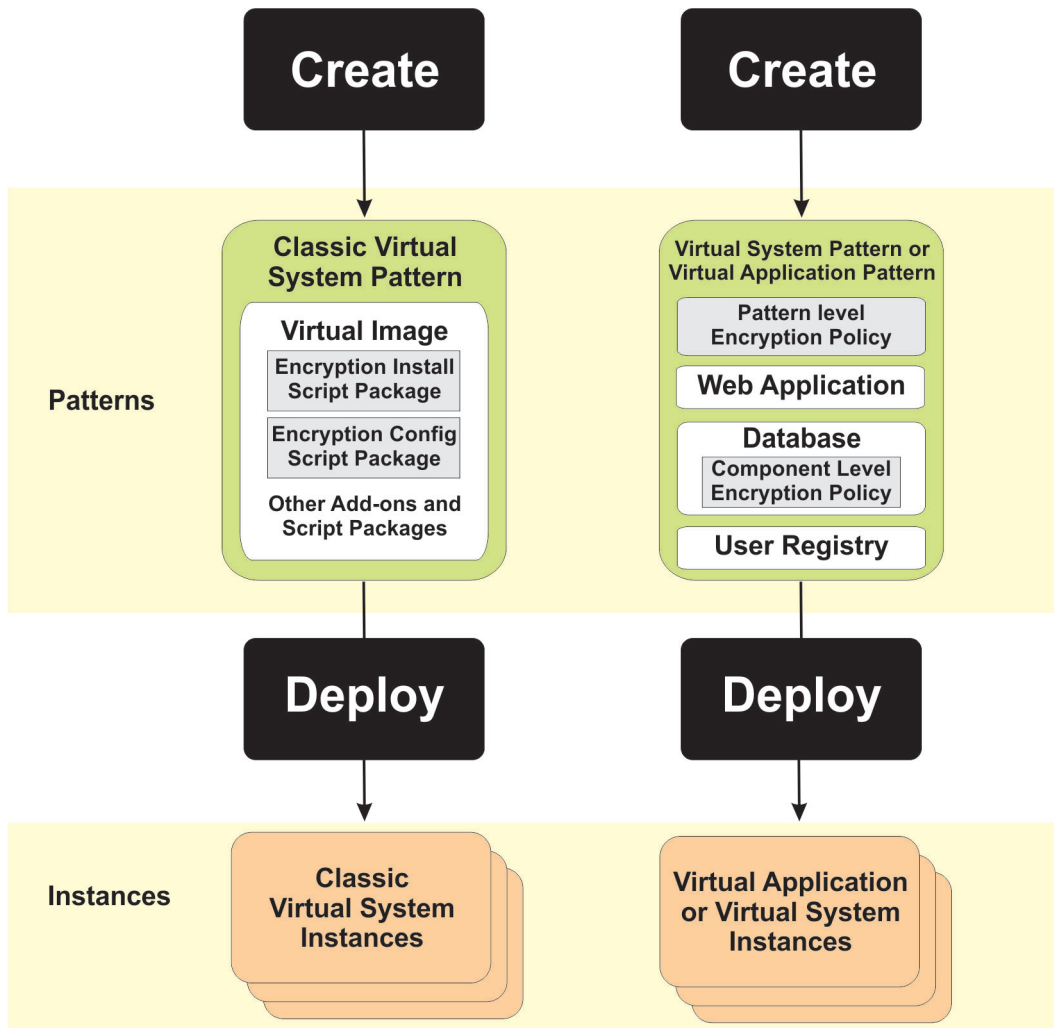 Create
Create
Patterns
Classic Virtual
System Pattern
Virtual Image
Encryption Install
Script Package
Encryption Config
Script Package
Other Add-ons and
Script Packages
Virtual System Pattern or
Virtual Application Pattern
Pattern level
Encryption Policy
Web Application
Database
Component Level
Encryption Policy
User Registry
Deploy
Deploy
Instances
Classic
Virtual System
Instances
Virtual Application
or Virtual System
Instances